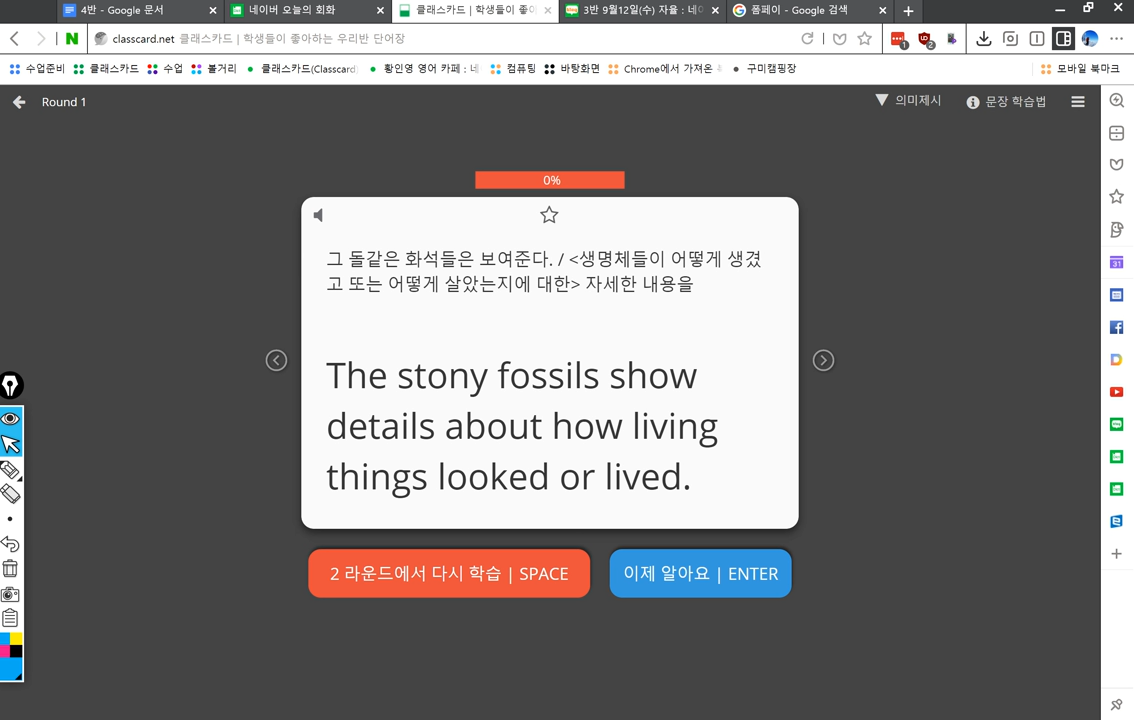 4반 - Google 문서
네이버 오늘의 회화
클래스카드 | 학생들이 좋아
3반 9월12일(수) 자율 : 네이
폼페이 - Google 검색
N
classcard.net 클래스카드 | 학생들이 좋아하는 우리반 단어장
1
2
수업준비
클래스카드
수업
볼거리
클래스카드(Classcard
황인영 영어 카페 : 네
컴퓨팅
바탕화면
Chrome에서 가져온
구미캠핑장
모바일 북마크
Round 1
의미제시
문장 학습법
0%
그 돌같은 화석들은 보여준다. / <생명체들이 어떻게 생겼
고 또는 어떻게 살았는지에 대한> 자세한 내용을
The stony fossils show
details about how living
things looked or lived.
2 라운드에서 다시 학습 | SPACE
이제 알아요 | ENTER
31